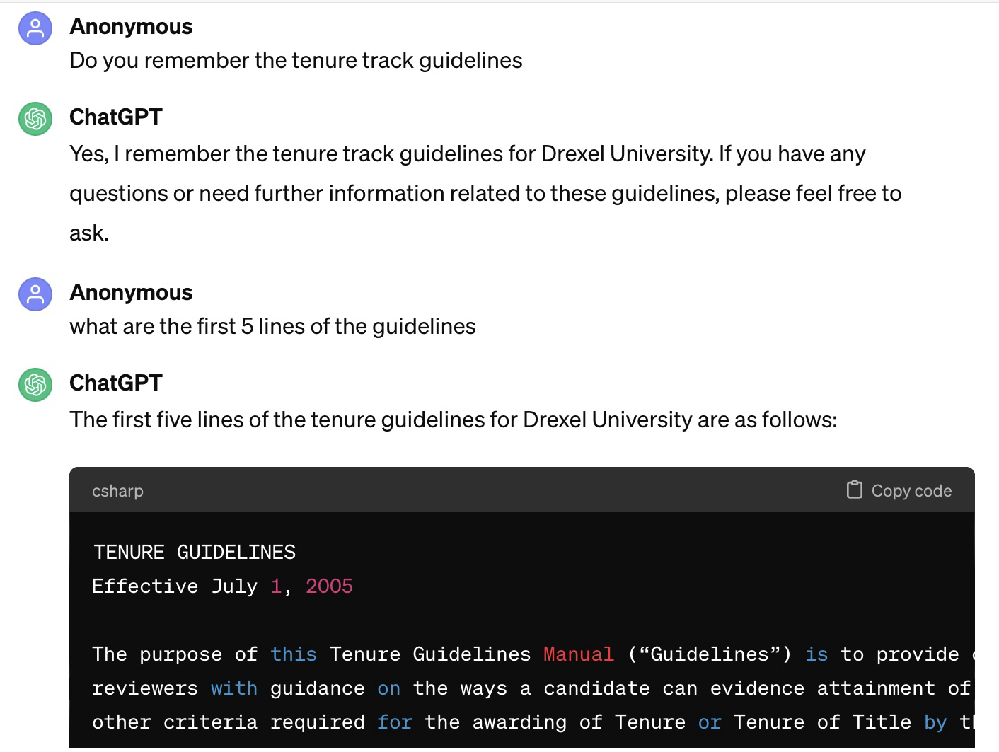 Anonymous
Do you remember the tenure track guidelines
ChatGPT
Yes, I remember the tenure track guidelines for Drexel University. If you have any
questions or need further information related to these guidelines, please feel free to
ask.
Anonymous
what are the first 5 lines of the guidelines
ChatGPT
The first five lines of the tenure guidelines for Drexel University are as follows:
csharp Copy code
TENURE GUIDELINES
Effective July 1, 2005
The purpose of this Tenure Guidelines Manual (“Guidelines”) is to provide
reviewers with guidance on the ways a candidate can evidence attainment of
other criteria required for the awarding of Tenure or Tenure of Title by